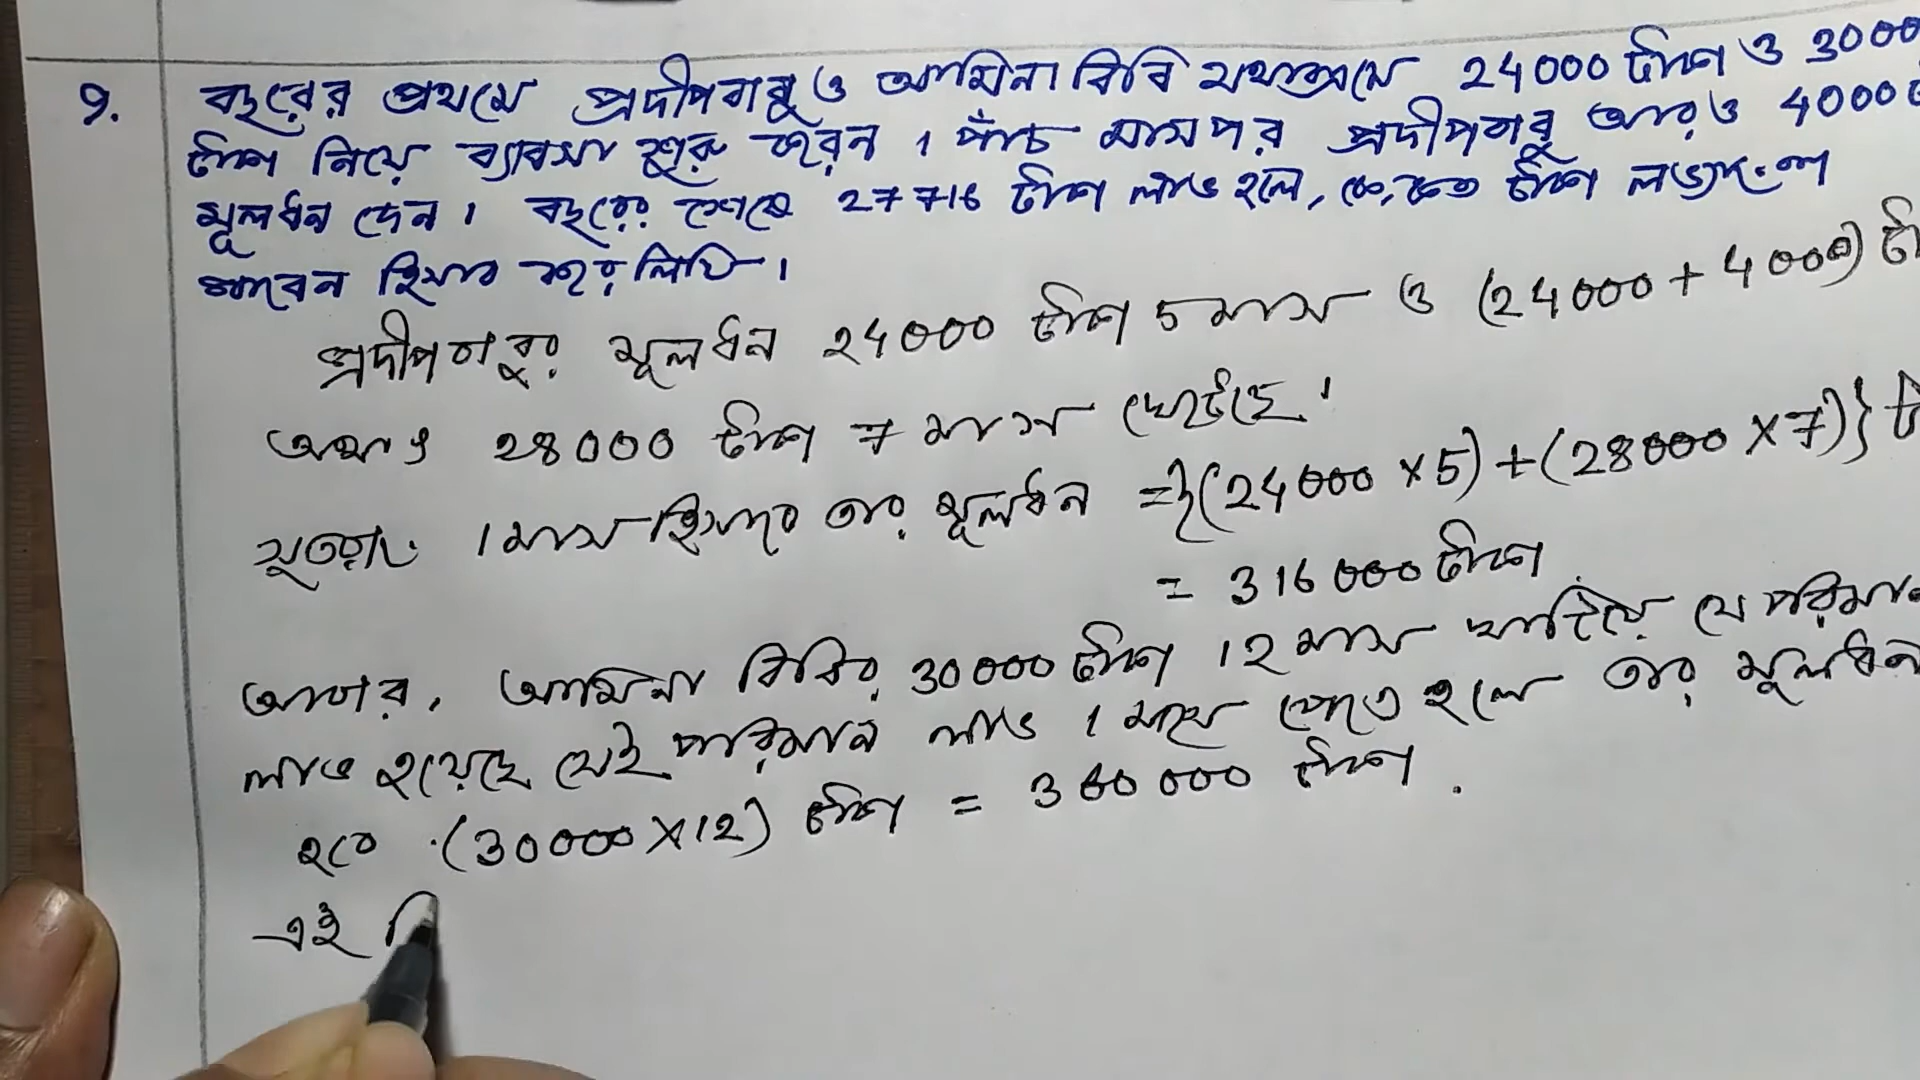 9. বছরের প্রথমে প্রদীপবাবু ও আমিনা বিবি যথাক্রমে 24000 টাকা ও 3000
টাকা নিয়ে ব্যাবসা শুরু করেন । পাঁচ মাস পর প্রদীপবাবু আরও 4000
মূলধন দেন । বছরের শেষে 27716 টাকা লাভ হলে, কে, কত টাকা লভ্যাংশ
পাবেন হিসাব করে লিখি ।
প্রদীপবাবুর মূলধন 24000 টাকা 5 মাস ও (24000 + 4000)
অর্থাৎ 28000 টাকা 7 মাস খেটেছে ।
সুতরাং 1 মাস হিসাবে তার মূলধন = {(24000 × 5) + (28000 × 7)}
= 316000 টাকা
আবার, আমিনা বিবির 30000 টাকা 12 মাস খাটিয়ে যে পরিমান
লাভ হয়েছে সেই পরিমান লাভ 1 মাসে পেতে হলে তার মূলধন
হবে (30000 × 12) টাকা = 360000 টাকা .
এই